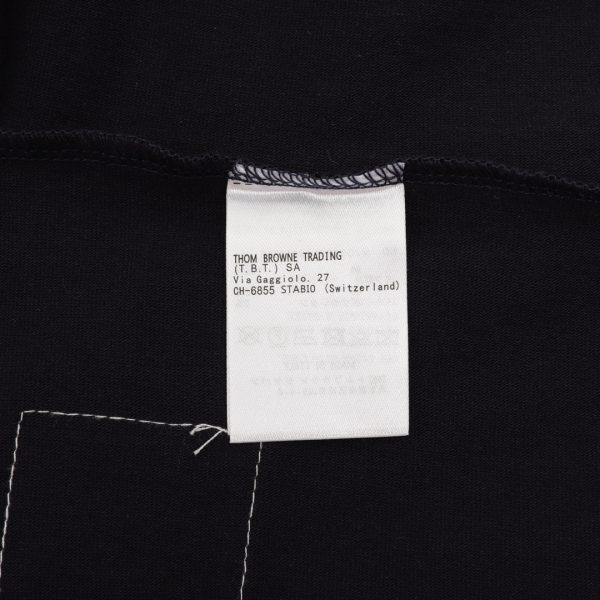 THOM BROWNE TRADING
(T.B.T.) SA
Via Gaggiolo. 27
CH-6855 STABIO (Switzerland)